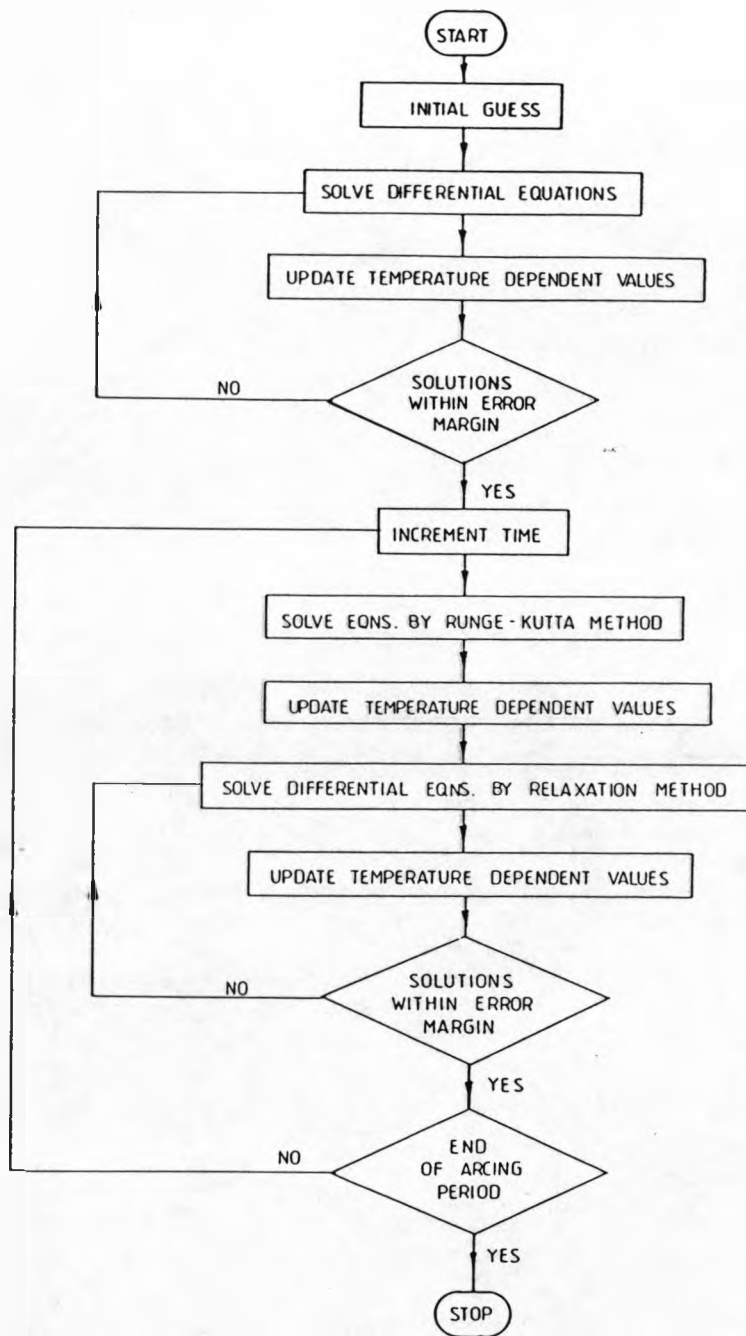 START
INITIAL GUESS
SOLVE DIFFERENTIAL EQUATIONS
UPDATE TEMPERATURE DEPENDENT VALUES
NO
SOLUTIONS
WITHIN ERROR
MARGIN
YES
INCREMENT TIME
SOLVE EQNS. BY RUNGE - KUTTA METHOD
UPDATE TEMPERATURE DEPENDENT VALUES
SOLVE DIFFERENTIAL EQNS. BY RELAXATION METHOD
UPDATE TEMPERATURE DEPENDENT VALUES
NO
SOLUTIONS
WITHIN ERROR
MARGIN
YES
NO
END
OF ARCING
PERIOD
YES
STOP